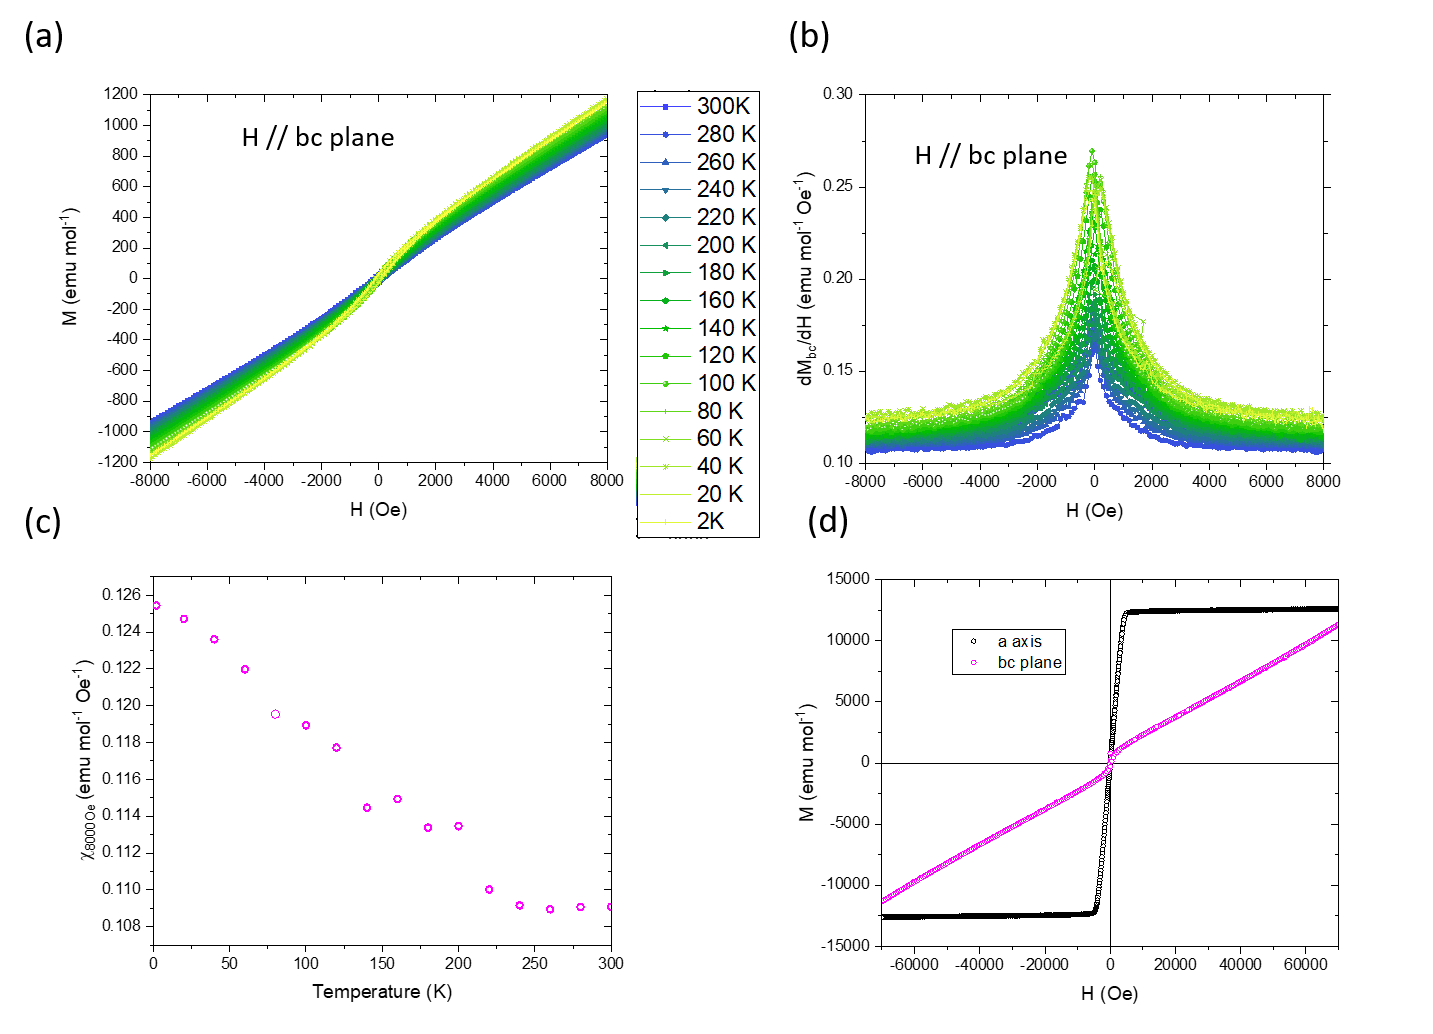 (a)
1200
1000
800
600
400
200
0
-200
-400
-600
-800
-1000
-1200
M (emu mol⁻¹)
H // bc plane
-8000 -6000 -4000 -2000 0 2000 4000 6000 8000
H (Oe)
300K
280 K
260 K
240 K
220 K
200 K
180 K
160 K
140 K
120 K
100 K
80 K
60 K
40 K
20 K
2K
(b)
0.30
0.25
0.20
0.15
0.10
dM_bc/dH (emu mol⁻¹ Oe⁻¹)
H // bc plane
-8000 -6000 -4000 -2000 0 2000 4000 6000 8000
H (Oe)
(c)
0.126
0.124
0.122
0.120
0.118
0.116
0.114
0.112
0.110
0.108
χ_8000 Oe (emu mol⁻¹ Oe⁻¹)
0 50 100 150 200 250 300
Temperature (K)
(d)
15000
10000
5000
0
-5000
-10000
-15000
M (emu mol⁻¹)
a axis
bc plane
-60000 -40000 -20000 0 20000 40000 60000
H (Oe)